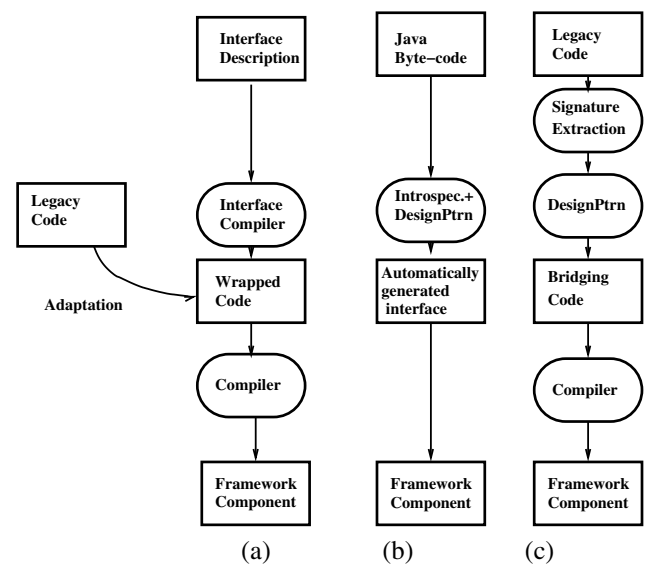 Interface
Description
Legacy
Code
Interface
Compiler
Adaptation
Wrapped
Code
Compiler
Framework
Component
(a)
Java
Byte−code
Introspec.+
DesignPtrn
Automatically
generated
interface
Framework
Component
(b)
Legacy
Code
Signature
Extraction
DesignPtrn
Bridging
Code
Compiler
Framework
Component
(c)